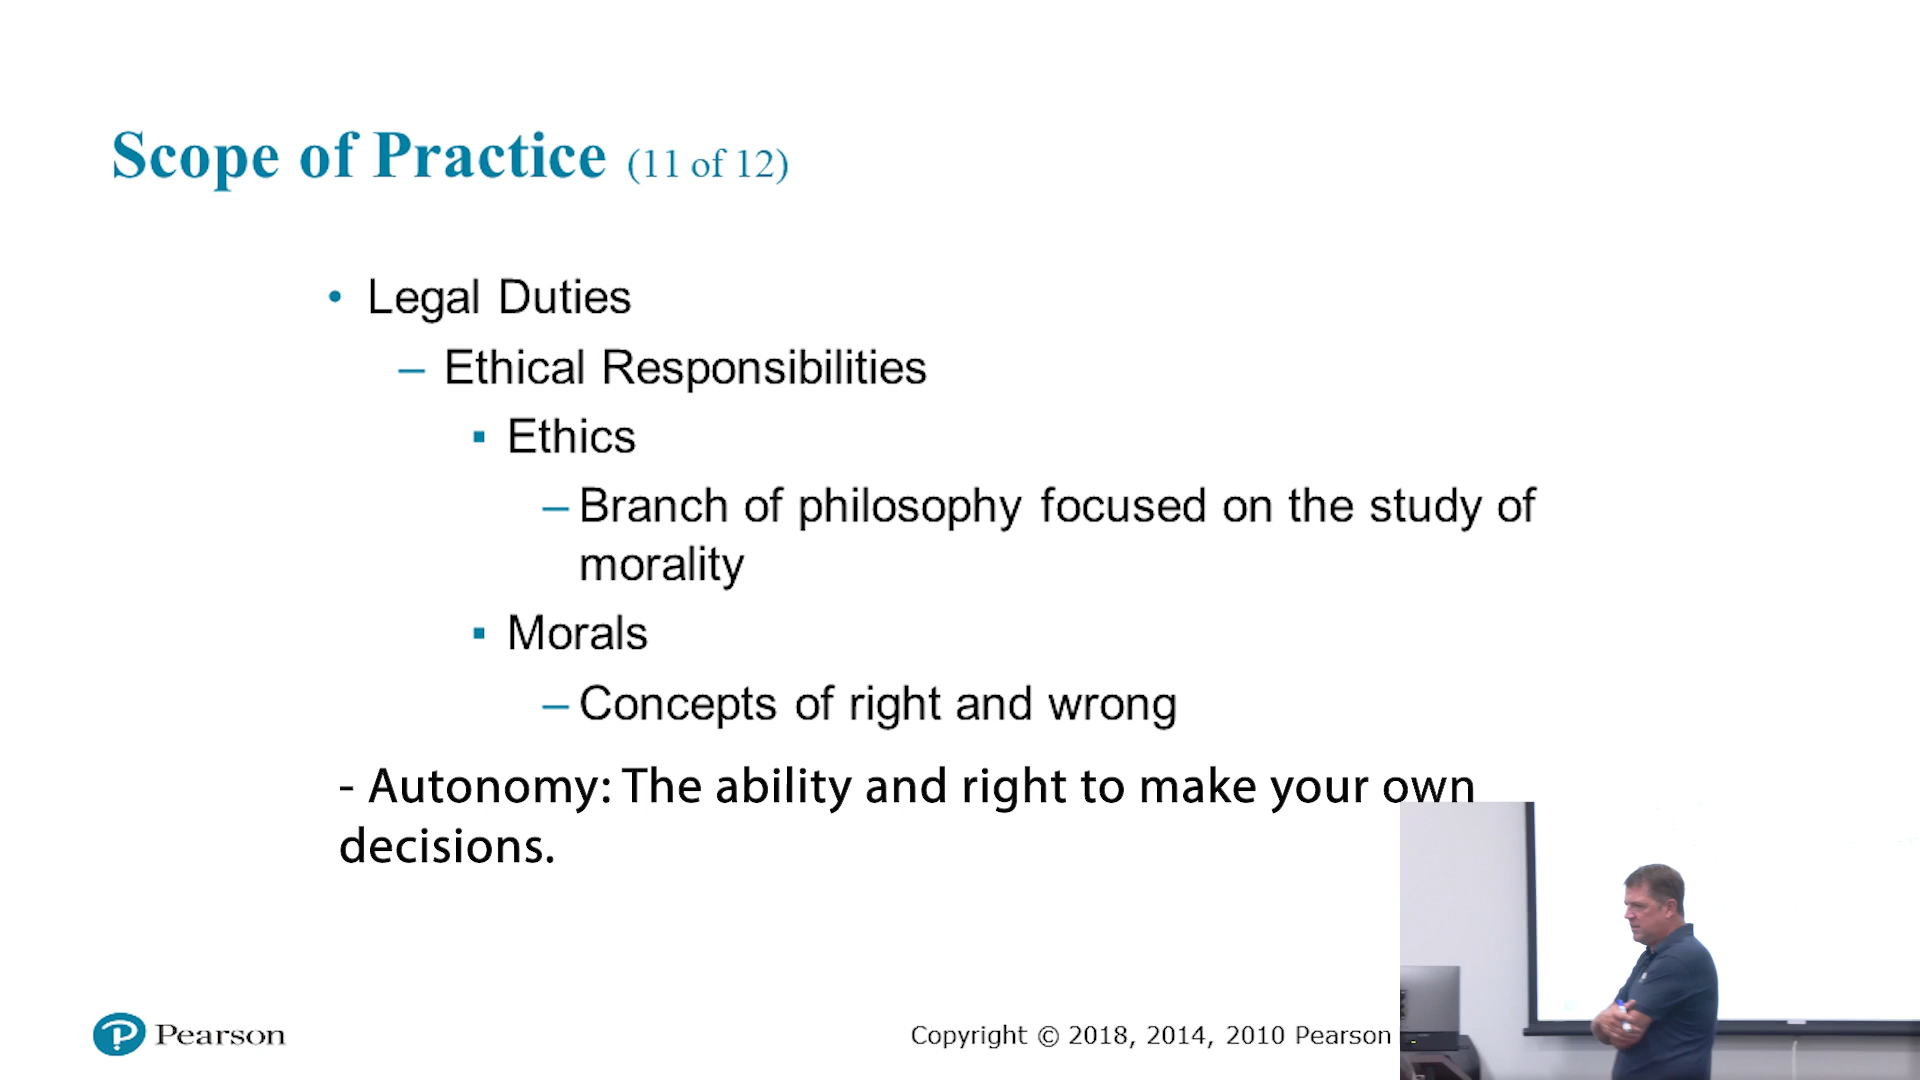 Scope of Practice (11 of 12)
• Legal Duties
– Ethical Responsibilities
▪ Ethics
– Branch of philosophy focused on the study of
morality
▪ Morals
– Concepts of right and wrong
- Autonomy: The ability and right to make your own
decisions.
Pearson
Copyright © 2018, 2014, 2010 Pearson